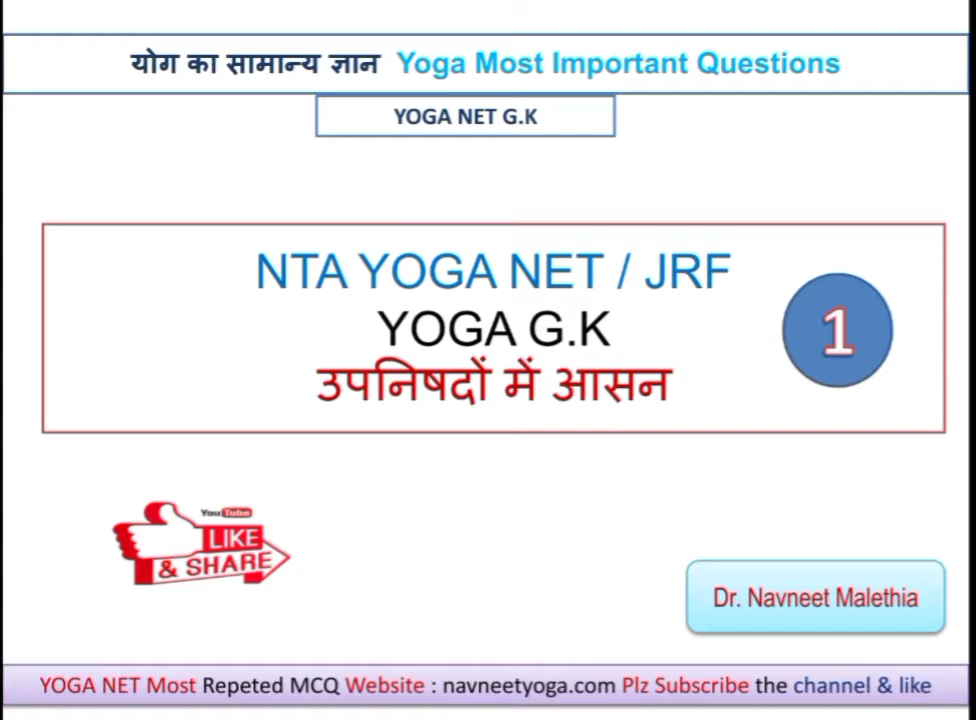 योग का सामान्य ज्ञान Yoga Most Important Questions
YOGA NET G.K
NTA YOGA NET / JRF
YOGA G.K
उपनिषदों में आसन
1
YouTube
LIKE
& SHARE
Dr. Navneet Malethia
YOGA NET Most Repeted MCQ Website : navneetyoga.com Plz Subscribe the channel & like